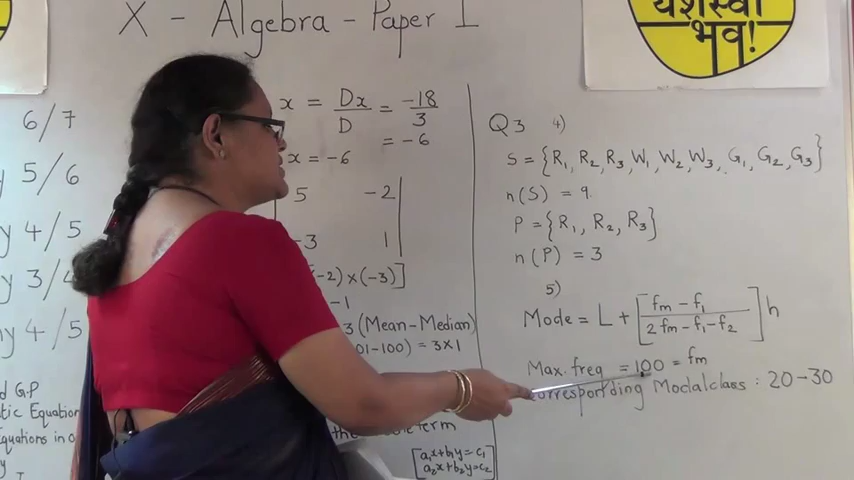 X - Algebra - Paper I
यशस्वी
भव!
6/7
y 5/6
y 4/5
y 3/4
ny 4/5
d G.P
tic Equation
Equations in o
x = Dx/D = -18/3
= -6
x = -6
5 -2
-3 1
-2) × (-3)]
-1
3 (Mean - Median)
01 - 100) = 3×1
term
[a₁x+b₁y=c₁
a₂x+b₂y=c₂]
Q3 4)
S = {R₁, R₂, R₃, W₁, W₂, W₃, G₁, G₂, G₃}
n(S) = 9
P = {R₁, R₂, R₃}
n(P) = 3
5)
Mode = L + [fm - f₁ / 2fm - f₁ - f₂] h
Max. freq = 100 = fm
Corresponding Modal class : 20-30